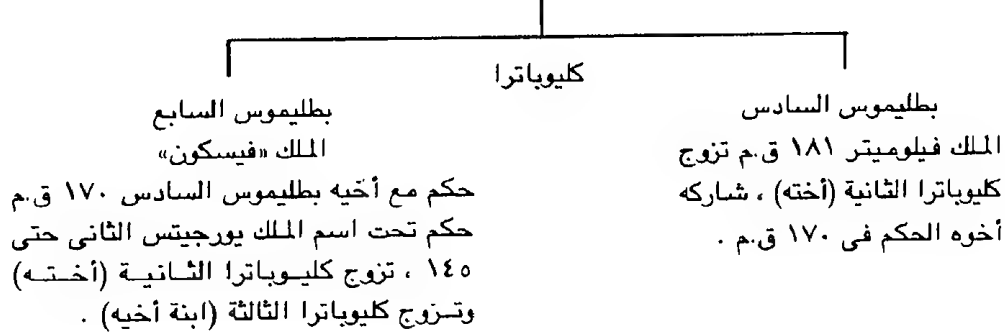 كليوباترا
بطليموس السادس
الملك فيلوميتر ١٨١ ق.م تزوج
كليوباترا الثانية (أخته) ، شاركه
أخوه الحكم فى ١٧٠ ق.م .
بطليموس السابع
الملك «فيسكون»
حكم مع أخيه بطليموس السادس ١٧٠ ق.م
حكم تحت اسم الملك يورجيتس الثانى حتى
١٤٥ ، تزوج كليوباترا الثانية (أخته)
وتزوج كليوباترا الثالثة (ابنة أخيه) .